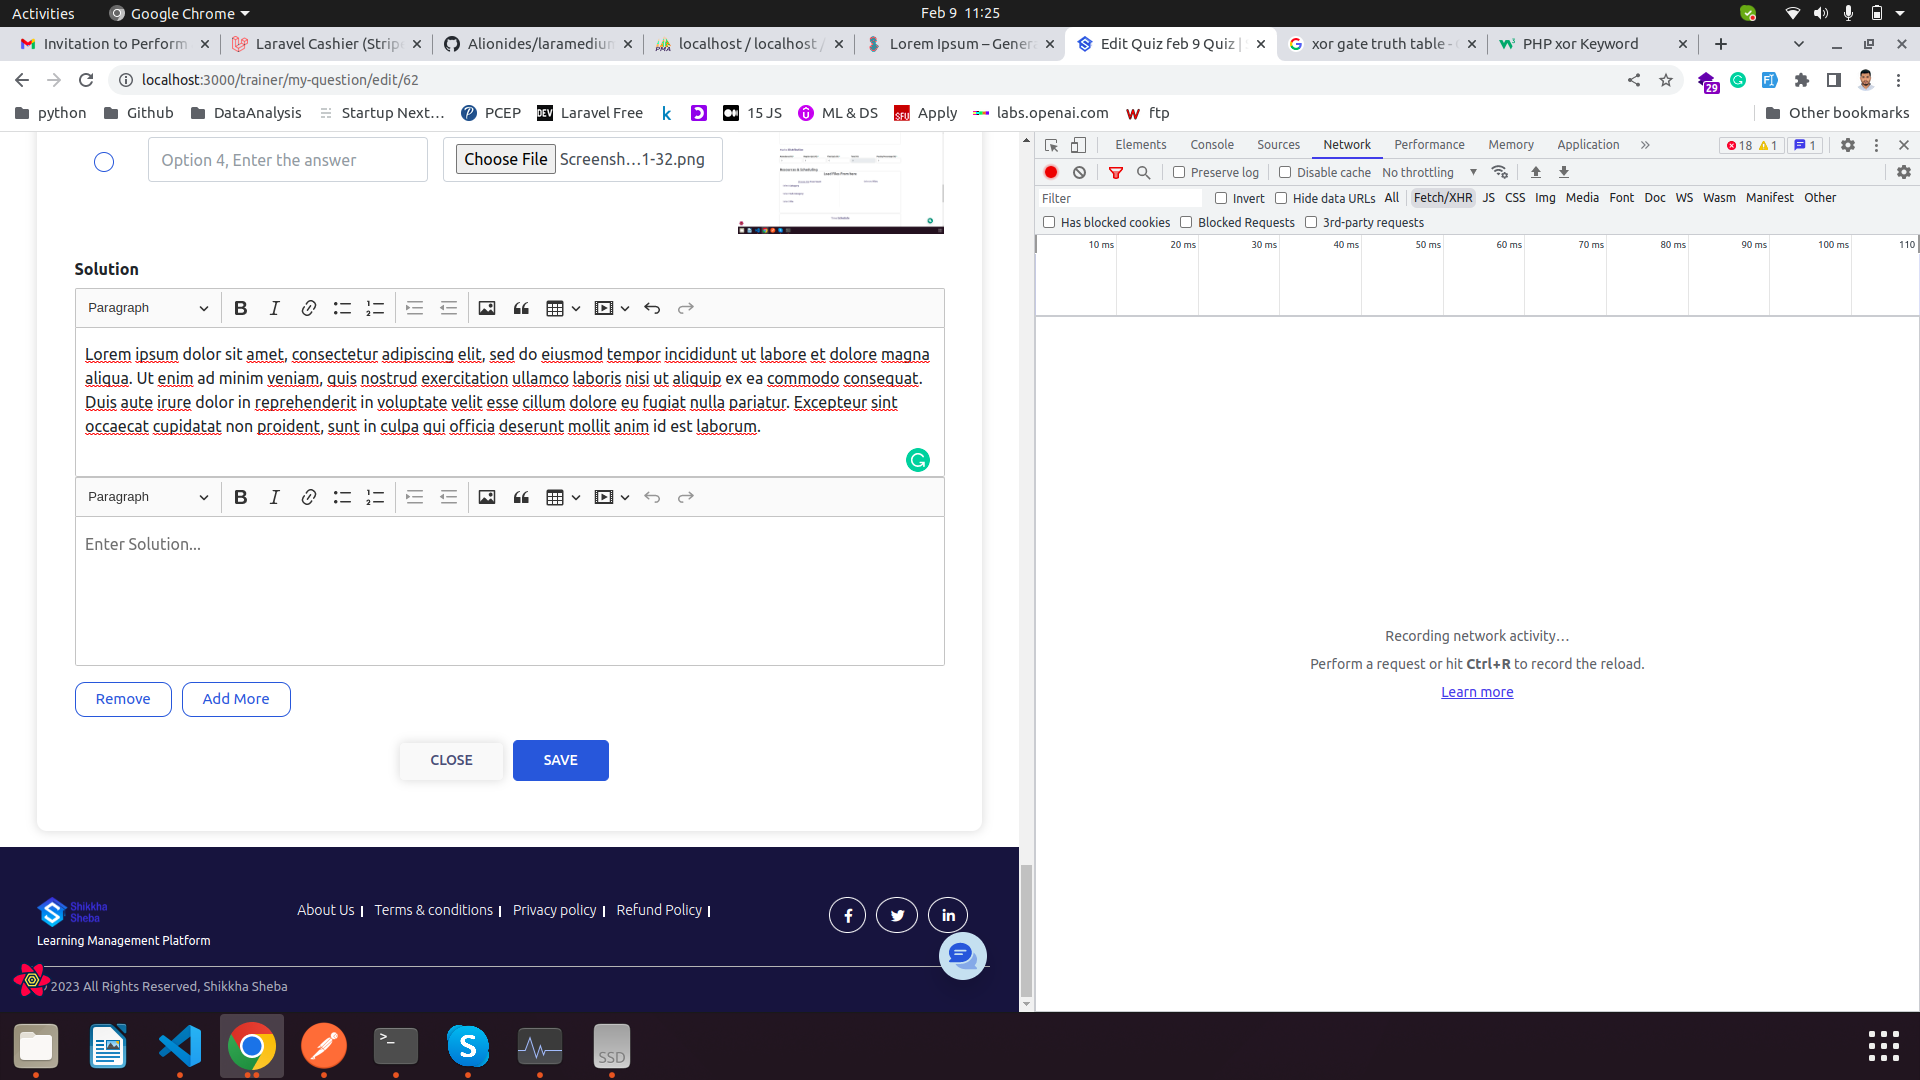 Activities
Google Chrome
Feb 9 11:25
Invitation to Perform
Laravel Cashier (Stripe
Alionides/laramedium
localhost / localhost /
Lorem Ipsum – Genera
Edit Quiz feb 9 Quiz |
xor gate truth table -
PHP xor Keyword
localhost:3000/trainer/my-question/edit/62
29
python
Github
DataAnalysis
Startup Next…
PCEP
Laravel Free
15 JS
ML & DS
Apply
labs.openai.com
ftp
Other bookmarks
Option 4, Enter the answer
Choose File
Screensh…1-32.png
Solution
Paragraph
Lorem ipsum dolor sit amet, consectetur adipiscing elit, sed do eiusmod tempor incididunt ut labore et dolore magna
aliqua. Ut enim ad minim veniam, quis nostrud exercitation ullamco laboris nisi ut aliquip ex ea commodo consequat.
Duis aute irure dolor in reprehenderit in voluptate velit esse cillum dolore eu fugiat nulla pariatur. Excepteur sint
occaecat cupidatat non proident, sunt in culpa qui officia deserunt mollit anim id est laborum.
Paragraph
Enter Solution...
Remove
Add More
CLOSE
SAVE
Shikkha
Sheba
Learning Management Platform
About Us |
Terms & conditions |
Privacy policy |
Refund Policy |
2023 All Rights Reserved, Shikkha Sheba
Elements
Console
Sources
Network
Performance
Memory
Application
18
1
1
Preserve log
Disable cache
No throttling
Filter
Invert
Hide data URLs
All
Fetch/XHR
JS
CSS
Img
Media
Font
Doc
WS
Wasm
Manifest
Other
Has blocked cookies
Blocked Requests
3rd-party requests
10 ms
20 ms
30 ms
40 ms
50 ms
60 ms
70 ms
80 ms
90 ms
100 ms
110
Recording network activity…
Perform a request or hit Ctrl+R to record the reload.
Learn more
SSD